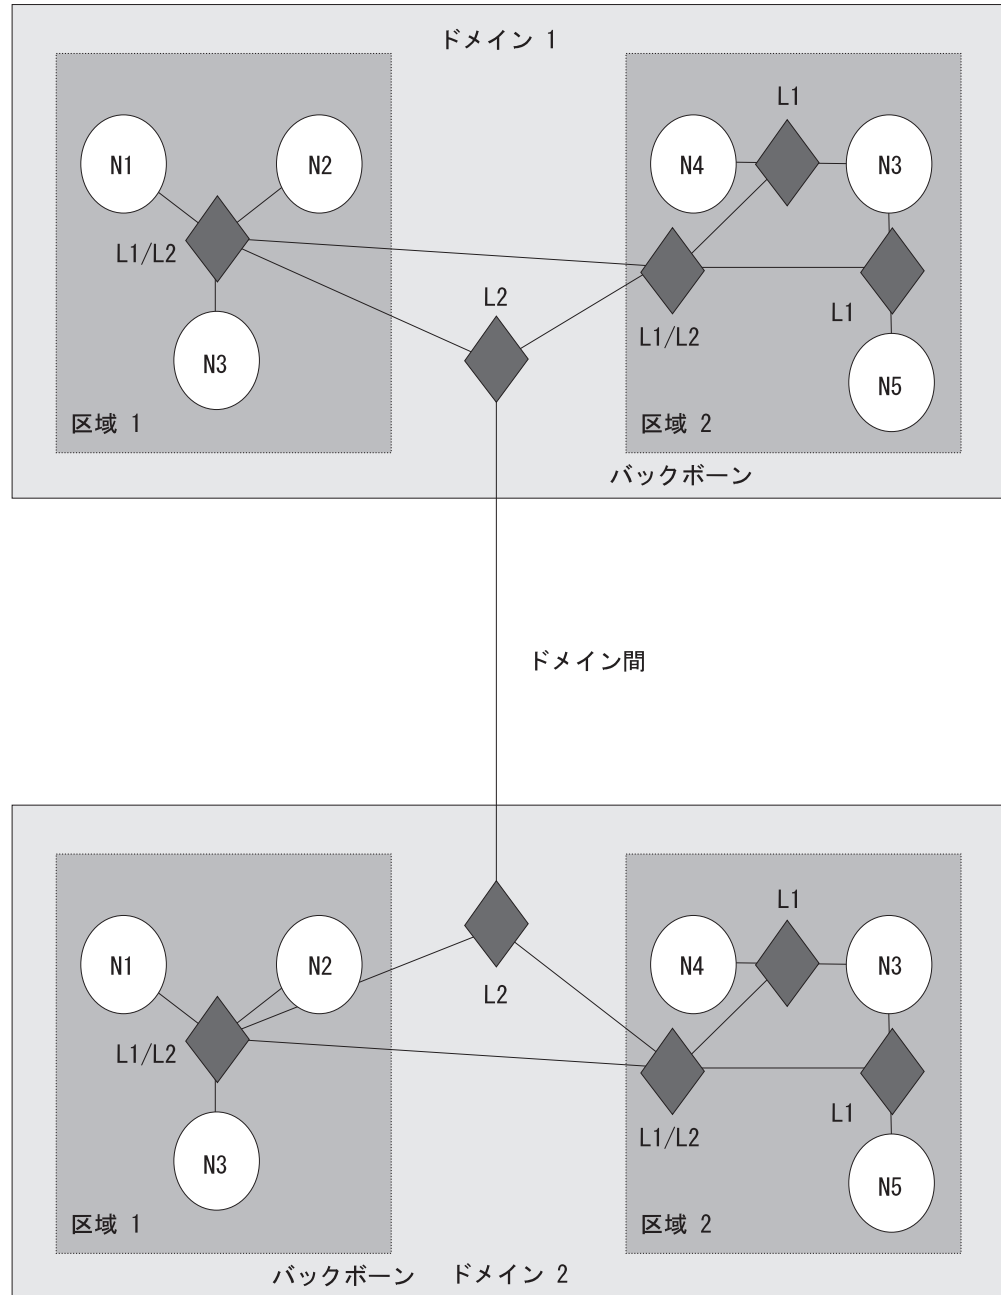 ドメイン 1
L1
N1
N2
N4
N3
L1/L2
L2
L1
L1/L2
N3
N5
区域 1
区域 2
バックボーン
ドメイン間
L1
N1
N2
N4
N3
L2
L1/L2
L1
L1/L2
N3
N5
区域 1
区域 2
バックボーン ドメイン 2